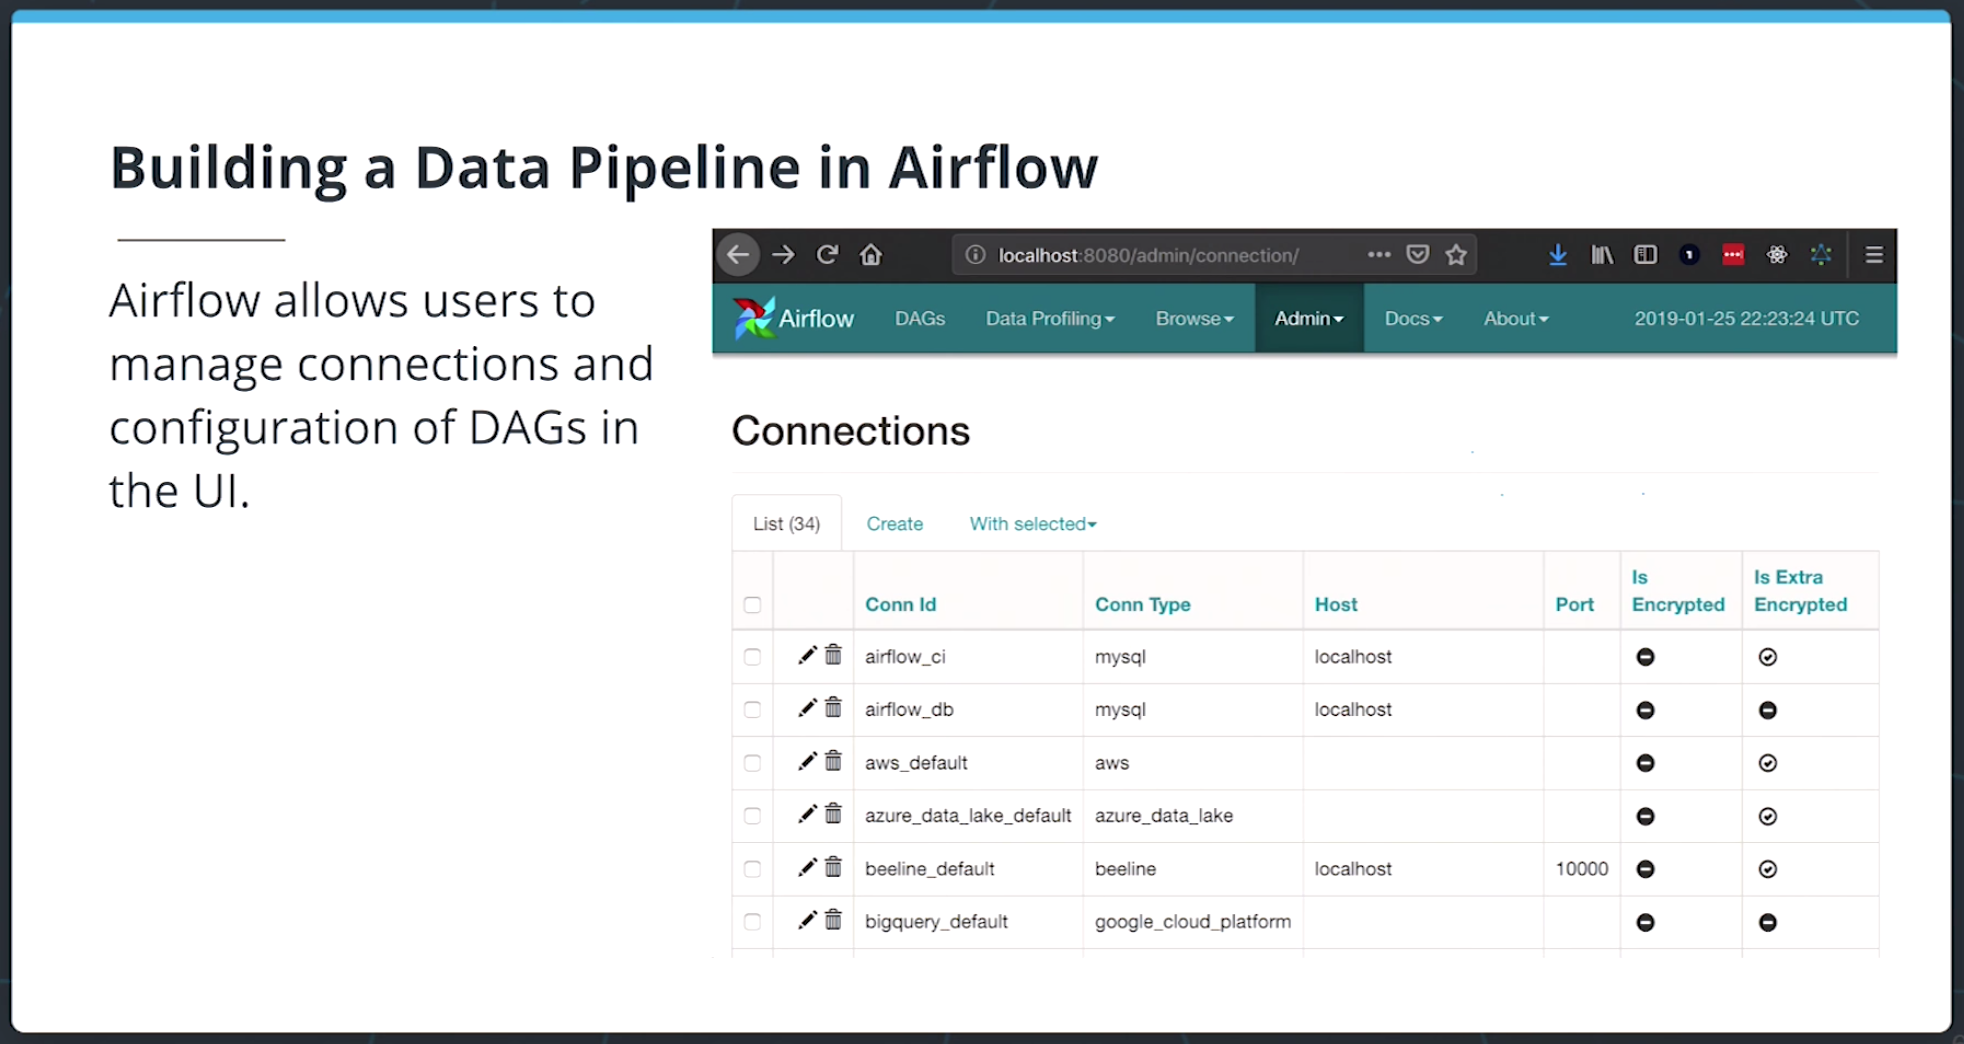 Building a Data Pipeline in Airflow
Airflow allows users to
manage connections and
configuration of DAGs in
the UI.
localhost:8080/admin/connection/
1
Airflow DAGs Data Profiling Browse Admin Docs About 2019-01-25 22:23:24 UTC
Connections
List (34) Create With selected
Conn Id Conn Type Host Port Is Encrypted Is Extra Encrypted
airflow_ci mysql localhost
airflow_db mysql localhost
aws_default aws
azure_data_lake_default azure_data_lake
beeline_default beeline localhost 10000
bigquery_default google_cloud_platform